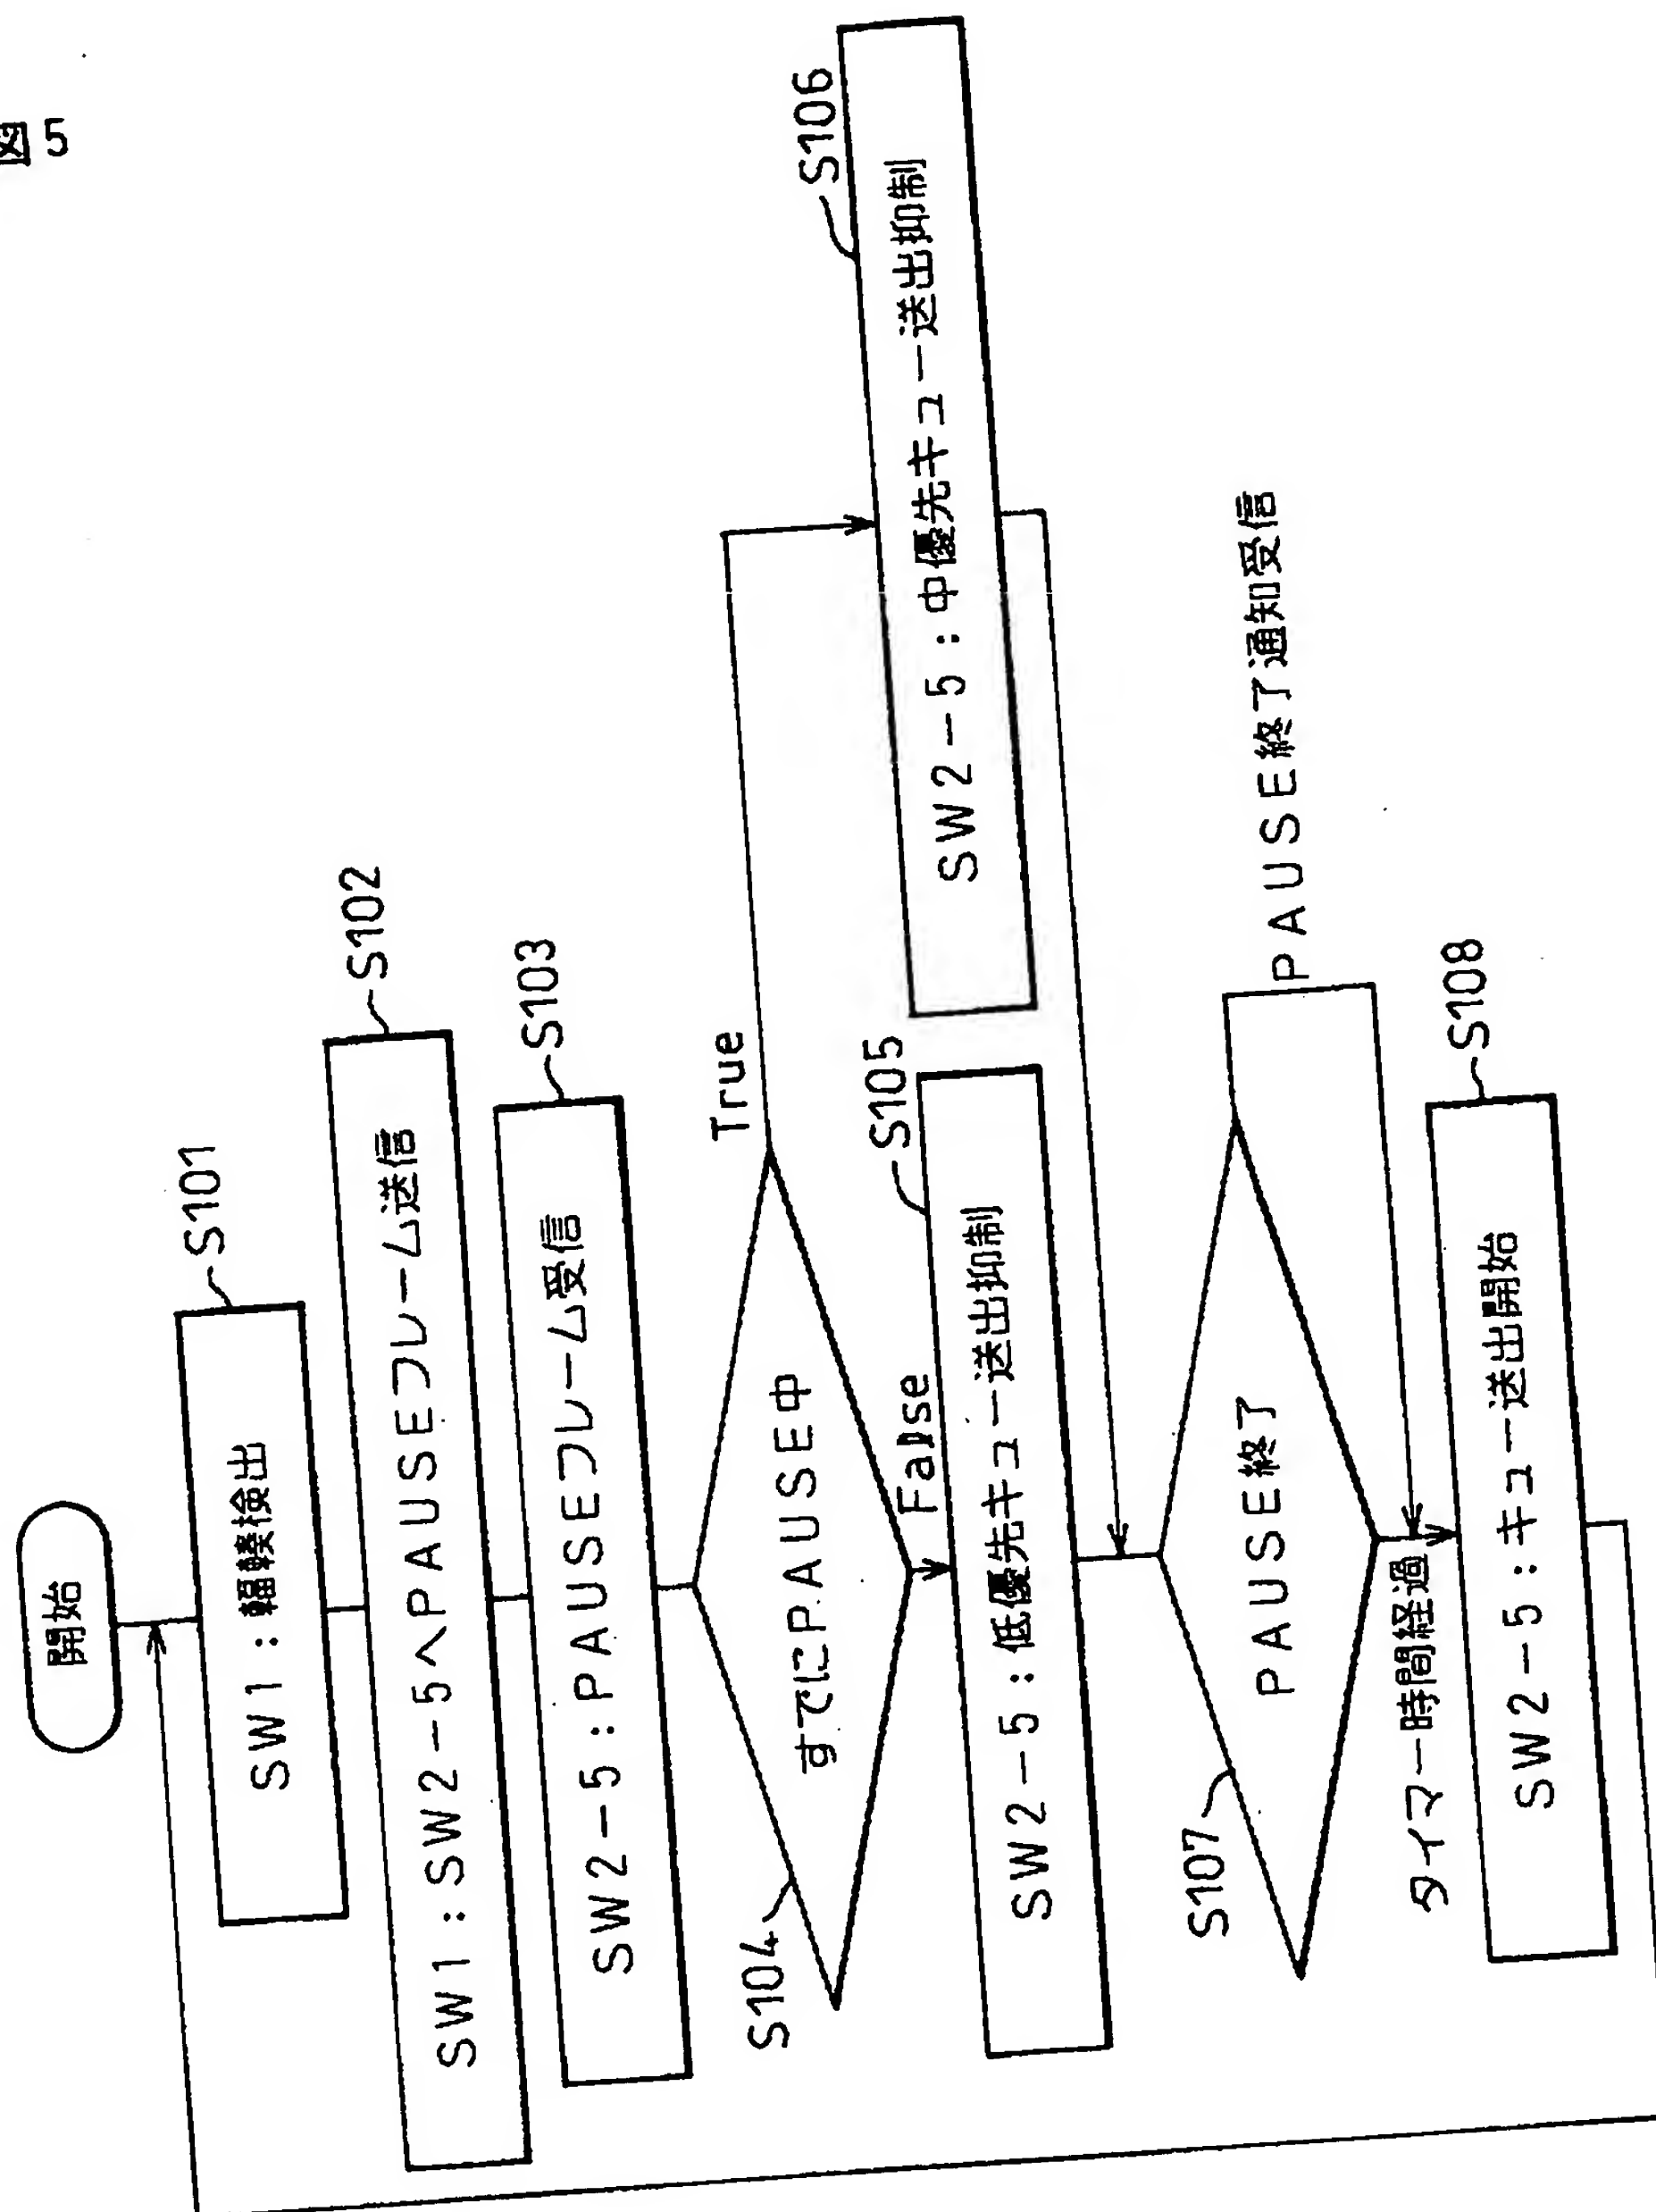 図5
開始
S101
SW1:輻輳検出
S102
SW1:SW2-5へPAUSEフレーム送信
S103
SW2-5:PAUSEフレーム受信
S104
すでにPAUSE中
True
False
S105
SW2-5:低優先キュー送出抑制
S106
SW2-5:中優先キュー送出抑制
S107
PAUSE終了
PAUSE終了通知受信
タイマー時間経過
S108
SW2-5:キュー送出開始